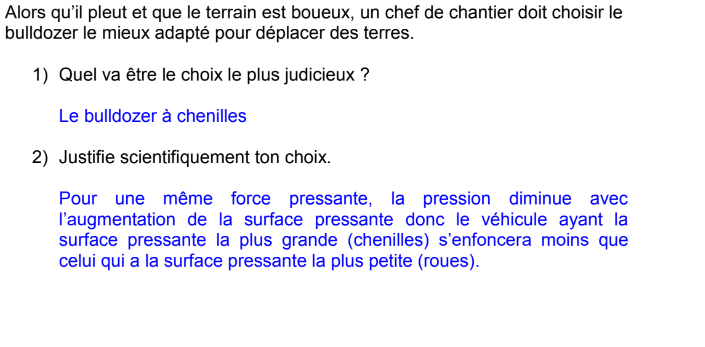 Alors qu’il pleut et que le terrain est boueux, un chef de chantier doit choisir le
bulldozer le mieux adapté pour déplacer des terres.
1) Quel va être le choix le plus judicieux ?
Le bulldozer à chenilles
2) Justifie scientifiquement ton choix.
Pour une même force pressante, la pression diminue avec
l’augmentation de la surface pressante donc le véhicule ayant la
surface pressante la plus grande (chenilles) s’enfoncera moins que
celui qui a la surface pressante la plus petite (roues).